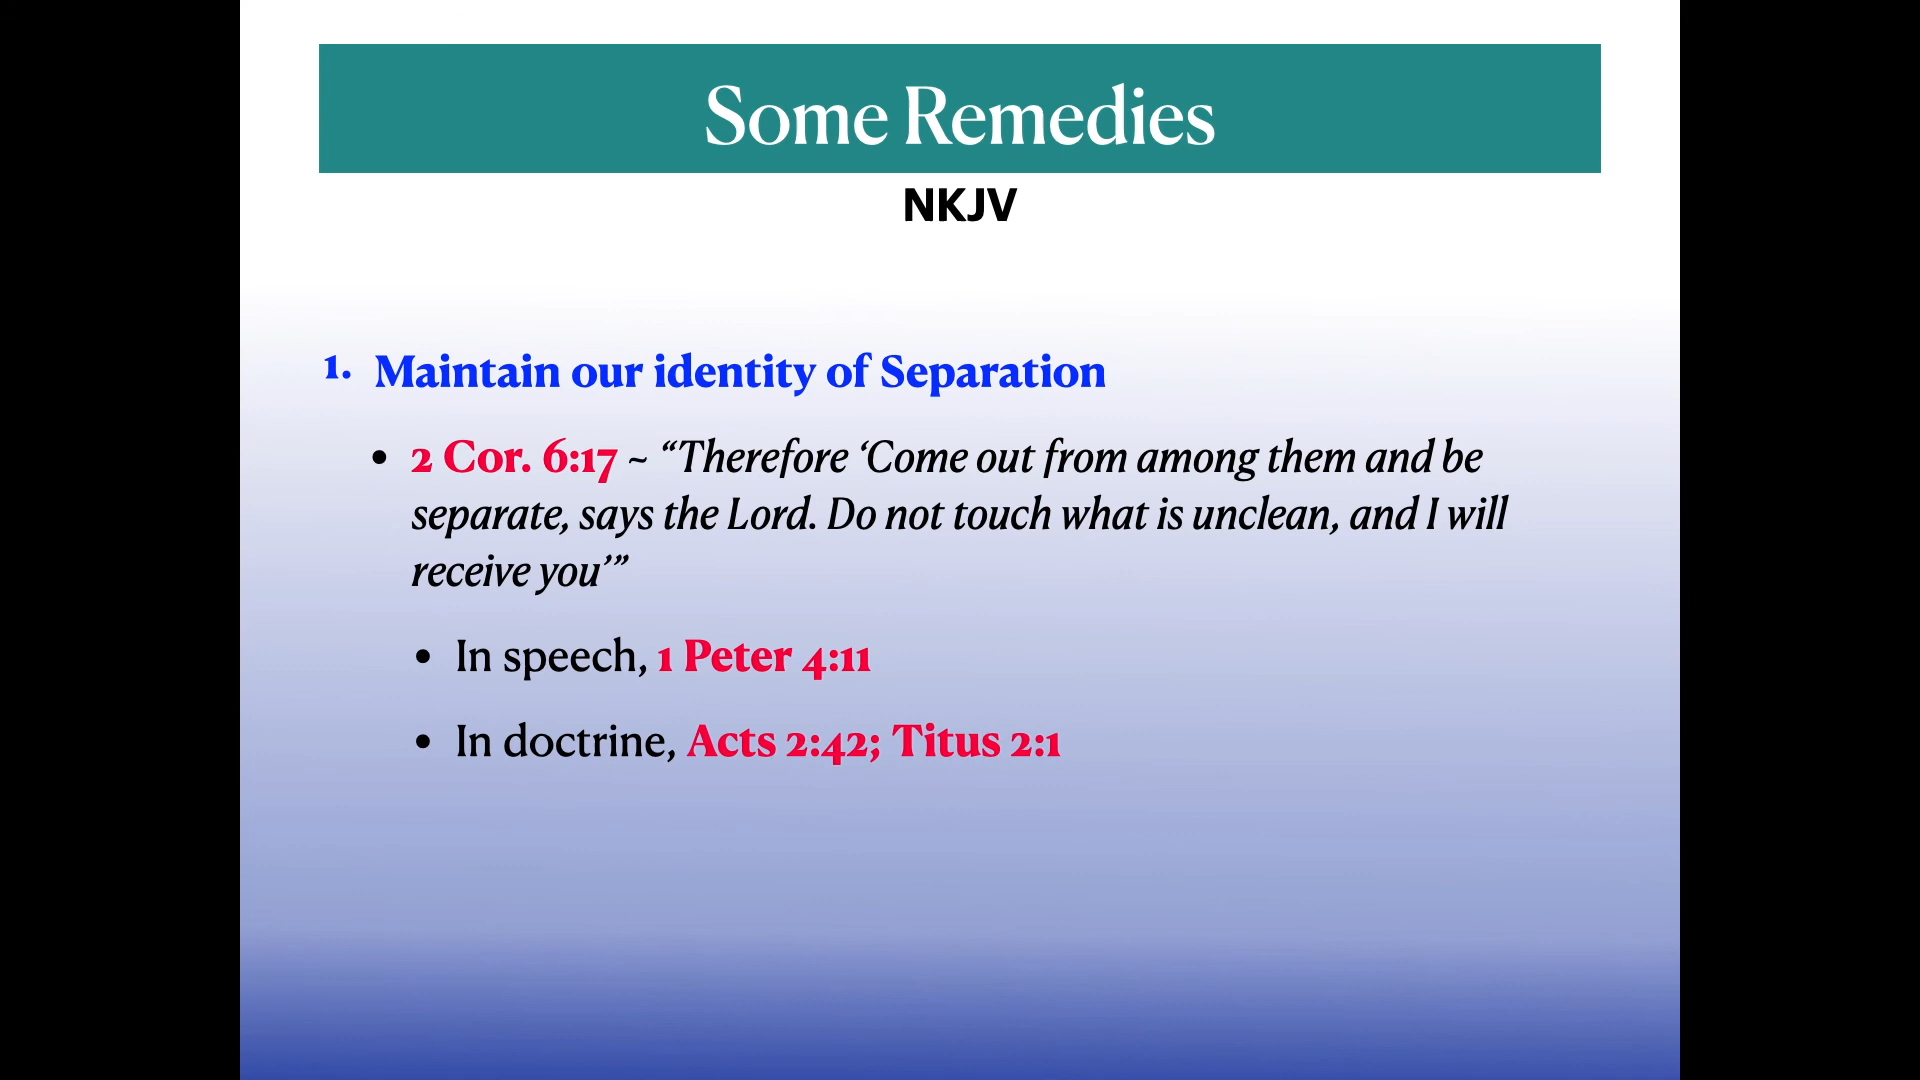 Some Remedies
NKJV
1. Maintain our identity of Separation
• 2 Cor. 6:17 ~ “Therefore ‘Come out from among them and be
separate, says the Lord. Do not touch what is unclean, and I will
receive you’”
• In speech, 1 Peter 4:11
• In doctrine, Acts 2:42; Titus 2:1